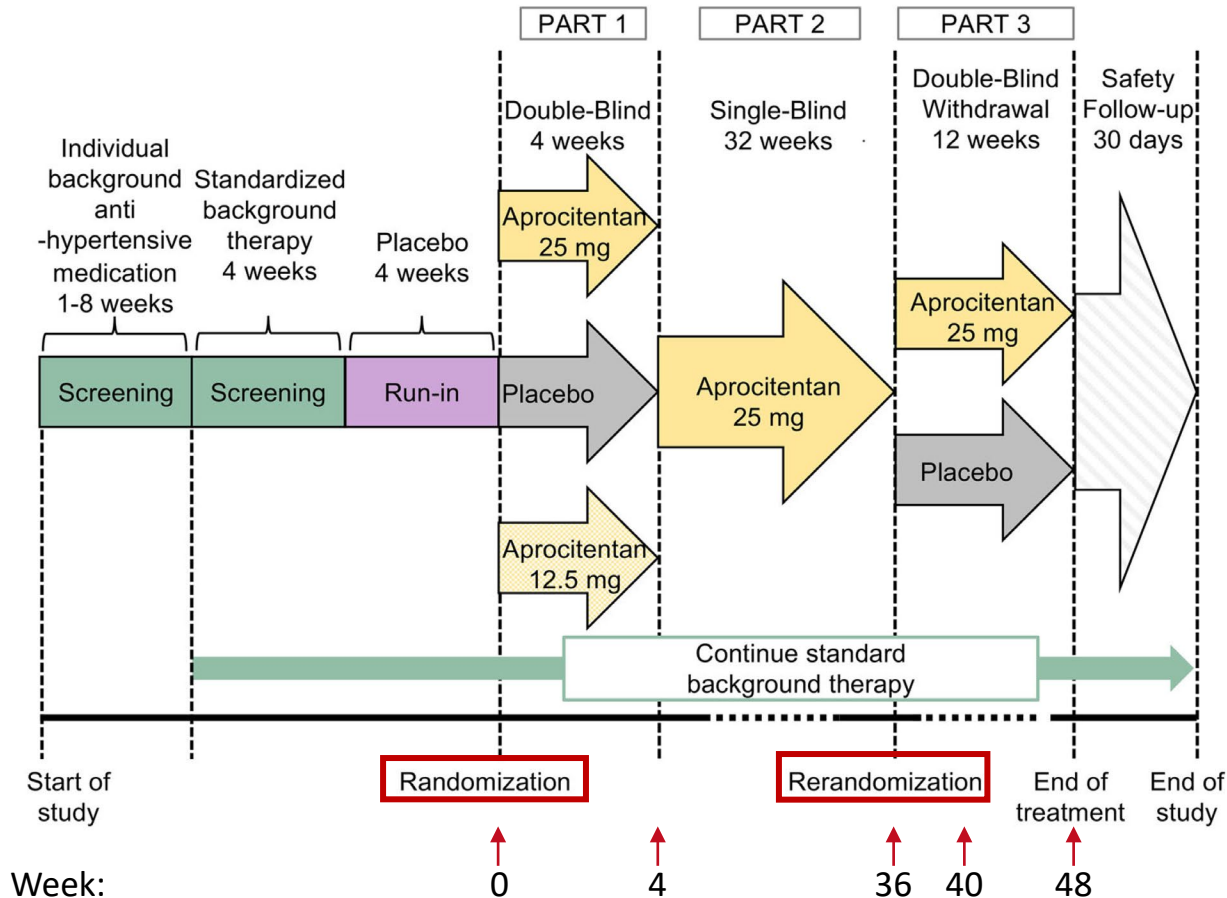 PART 1
PART 2
PART 3
Double-Blind
4 weeks
Single-Blind
32 weeks
Double-Blind
Withdrawal
12 weeks
Safety
Follow-up
30 days
Individual
background
anti
-hypertensive
medication
1-8 weeks
Standardized
background
therapy
4 weeks
Placebo
4 weeks
Aprocitentan
25 mg
Screening
Screening
Run-in
Placebo
Aprocitentan
25 mg
Aprocitentan
25 mg
Placebo
Aprocitentan
12.5 mg
Continue standard
background therapy
Start of
study
Randomization
Rerandomization
End of
treatment
End of
study
Week:
0
4
36
40
48